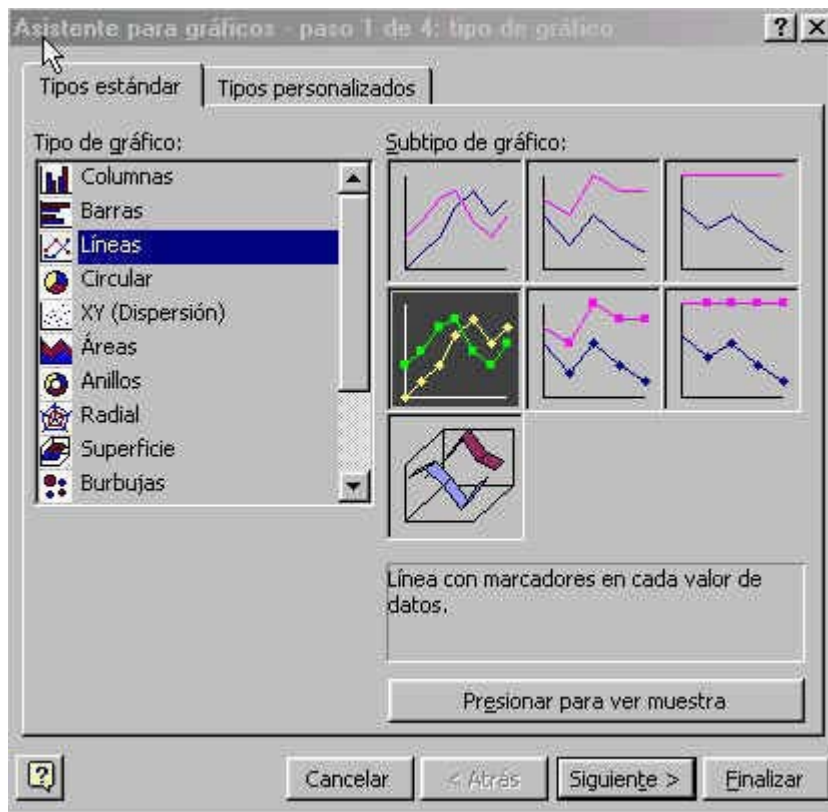 Asistente para gráficos - paso 1 de 4: tipo de gráfico
Tipos estándar
Tipos personalizados
Tipo de gráfico:
Columnas
Barras
Líneas
Circular
XY (Dispersión)
Áreas
Anillos
Radial
Superficie
Burbujas
Subtipo de gráfico:
Línea con marcadores en cada valor de
datos.
Presionar para ver muestra
Cancelar
< Atrás
Siguiente >
Finalizar